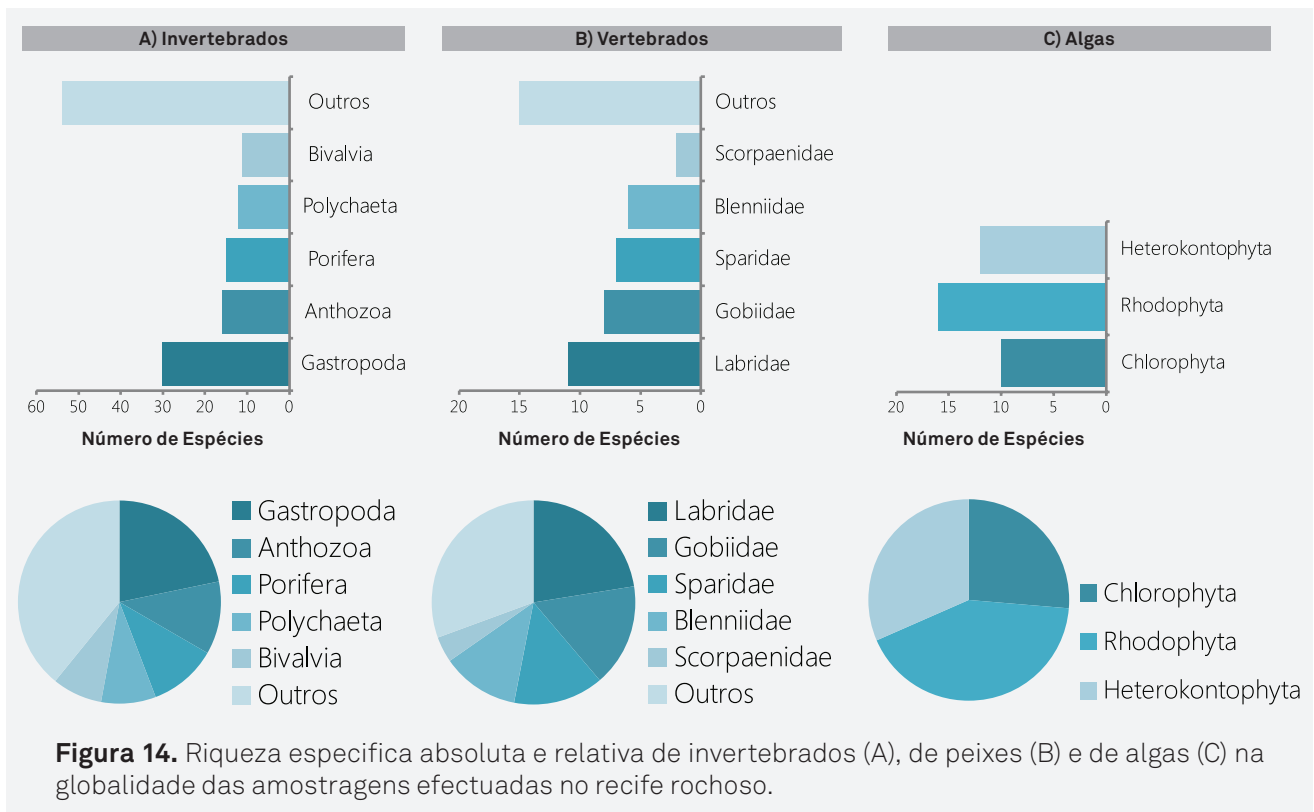 A) Invertebrados
Outros
Bivalvia
Polychaeta
Porifera
Anthozoa
Gastropoda
60 50 40 30 20 10 0
Número de Espécies
Gastropoda
Anthozoa
Porifera
Polychaeta
Bivalvia
Outros
B) Vertebrados
Outros
Scorpaenidae
Blenniidae
Sparidae
Gobiidae
Labridae
20 15 10 5 0
Número de Espécies
Labridae
Gobiidae
Sparidae
Blenniidae
Scorpaenidae
Outros
C) Algas
Heterokontophyta
Rhodophyta
Chlorophyta
20 15 10 5 0
Número de Espécies
Chlorophyta
Rhodophyta
Heterokontophyta
Figura 14. Riqueza especifica absoluta e relativa de invertebrados (A), de peixes (B) e de algas (C) na
globalidade das amostragens efectuadas no recife rochoso.